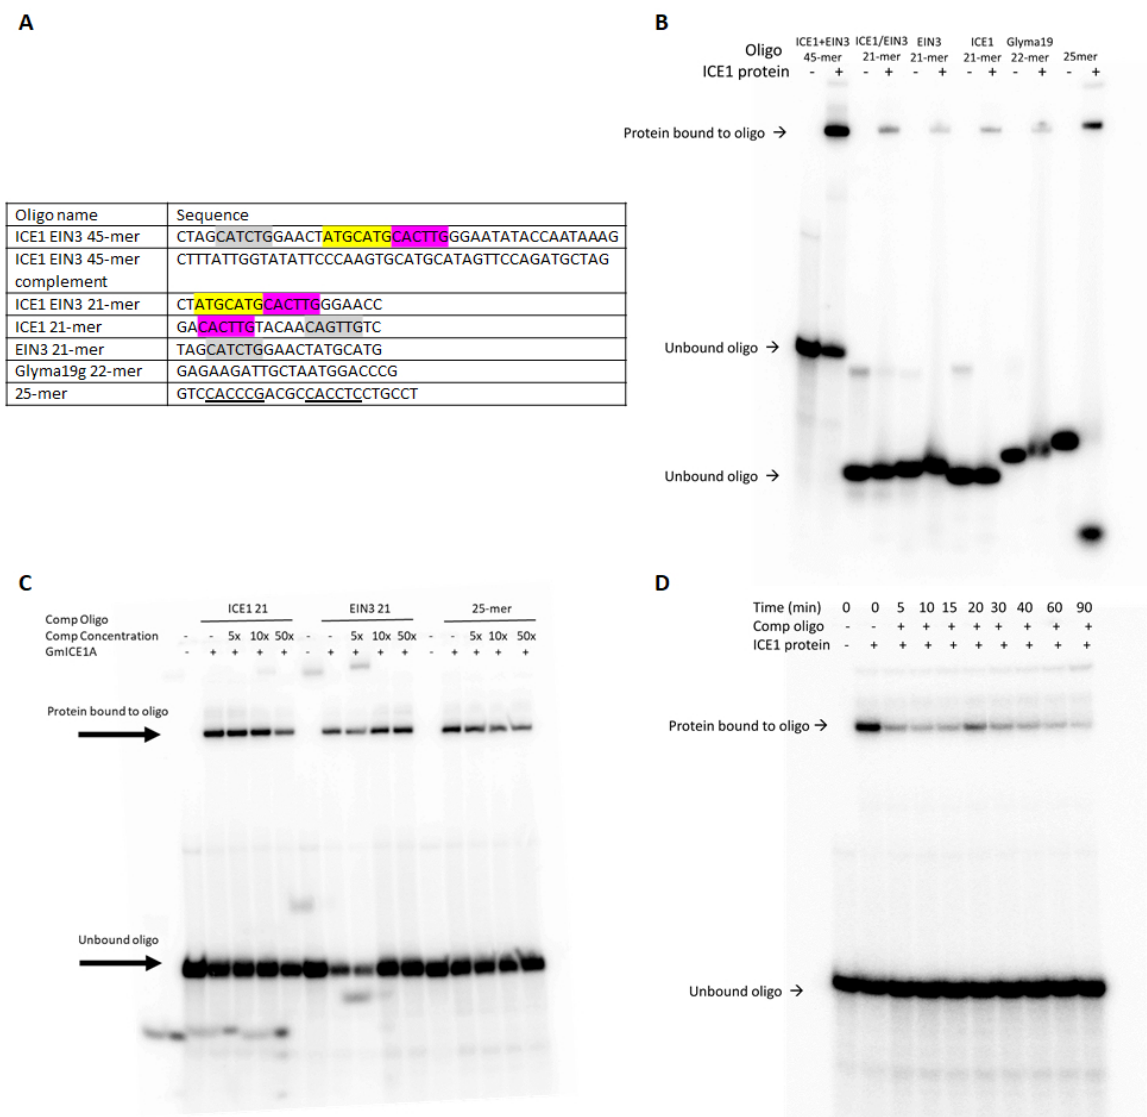 A
Oligo name Sequence
ICE1 EIN3 45-mer CTAGCATCTGGAACTATGCATGCACTTGGGAATATACCAATAAAG
ICE1 EIN3 45-mer CTTTATTGGTATATTCCCAAGTGCATGCATAGTTCCAGATGCTAG
complement
ICE1 EIN3 21-mer CTATGCATGCACTTGGGAACC
ICE1 21-mer GACACTTGTACAACAGTTGTC
EIN3 21-mer TAGCATCTGGAACTATGCATG
Glyma19g 22-mer GAGAAGATTGCTAATGGACCCG
25-mer GTCCACCCGACGCCACCTCCTGCCT
B
ICE1+EIN3 ICE1/EIN3 EIN3 ICE1 Glyma19
Oligo 45-mer 21-mer 21-mer 21-mer 22-mer 25mer
ICE1 protein - + - + - + - + - + - +
Protein bound to oligo →
Unbound oligo →
Unbound oligo →
C
ICE1 21 EIN3 21 25-mer
Comp Oligo
Comp Concentration - - 5x 10x 50x - - 5x 10x 50x - - 5x 10x 50x
GmICE1A - + + + + - + + + + - + + + +
Protein bound to oligo
Unbound oligo
D
Time (min) 0 0 5 10 15 20 30 40 60 90
Comp oligo - - + + + + + + + +
ICE1 protein - + + + + + + + + +
Protein bound to oligo →
Unbound oligo →